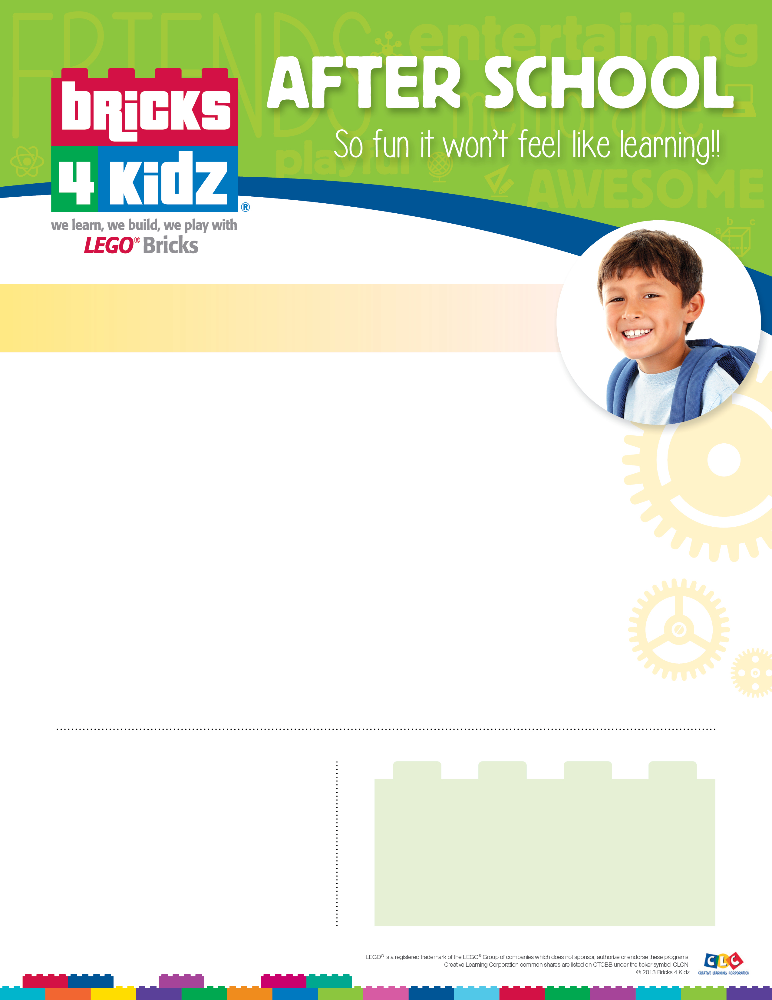 FRIENDS
entertaining
AFTER SCHOOL
memorable
So fun it won't feel like learning!!
playful
AWESOME
bricks
4 kidz®
we learn, we build, we play with
LEGO® Bricks
a b c
LEGO® is a registered trademark of the LEGO® Group of companies which does not sponsor, authorize or endorse these programs.
Creative Learning Corporation common shares are listed on OTCBB under the ticker symbol CLCN.
© 2013 Bricks 4 Kidz
CLC
CREATIVE LEARNING CORPORATION